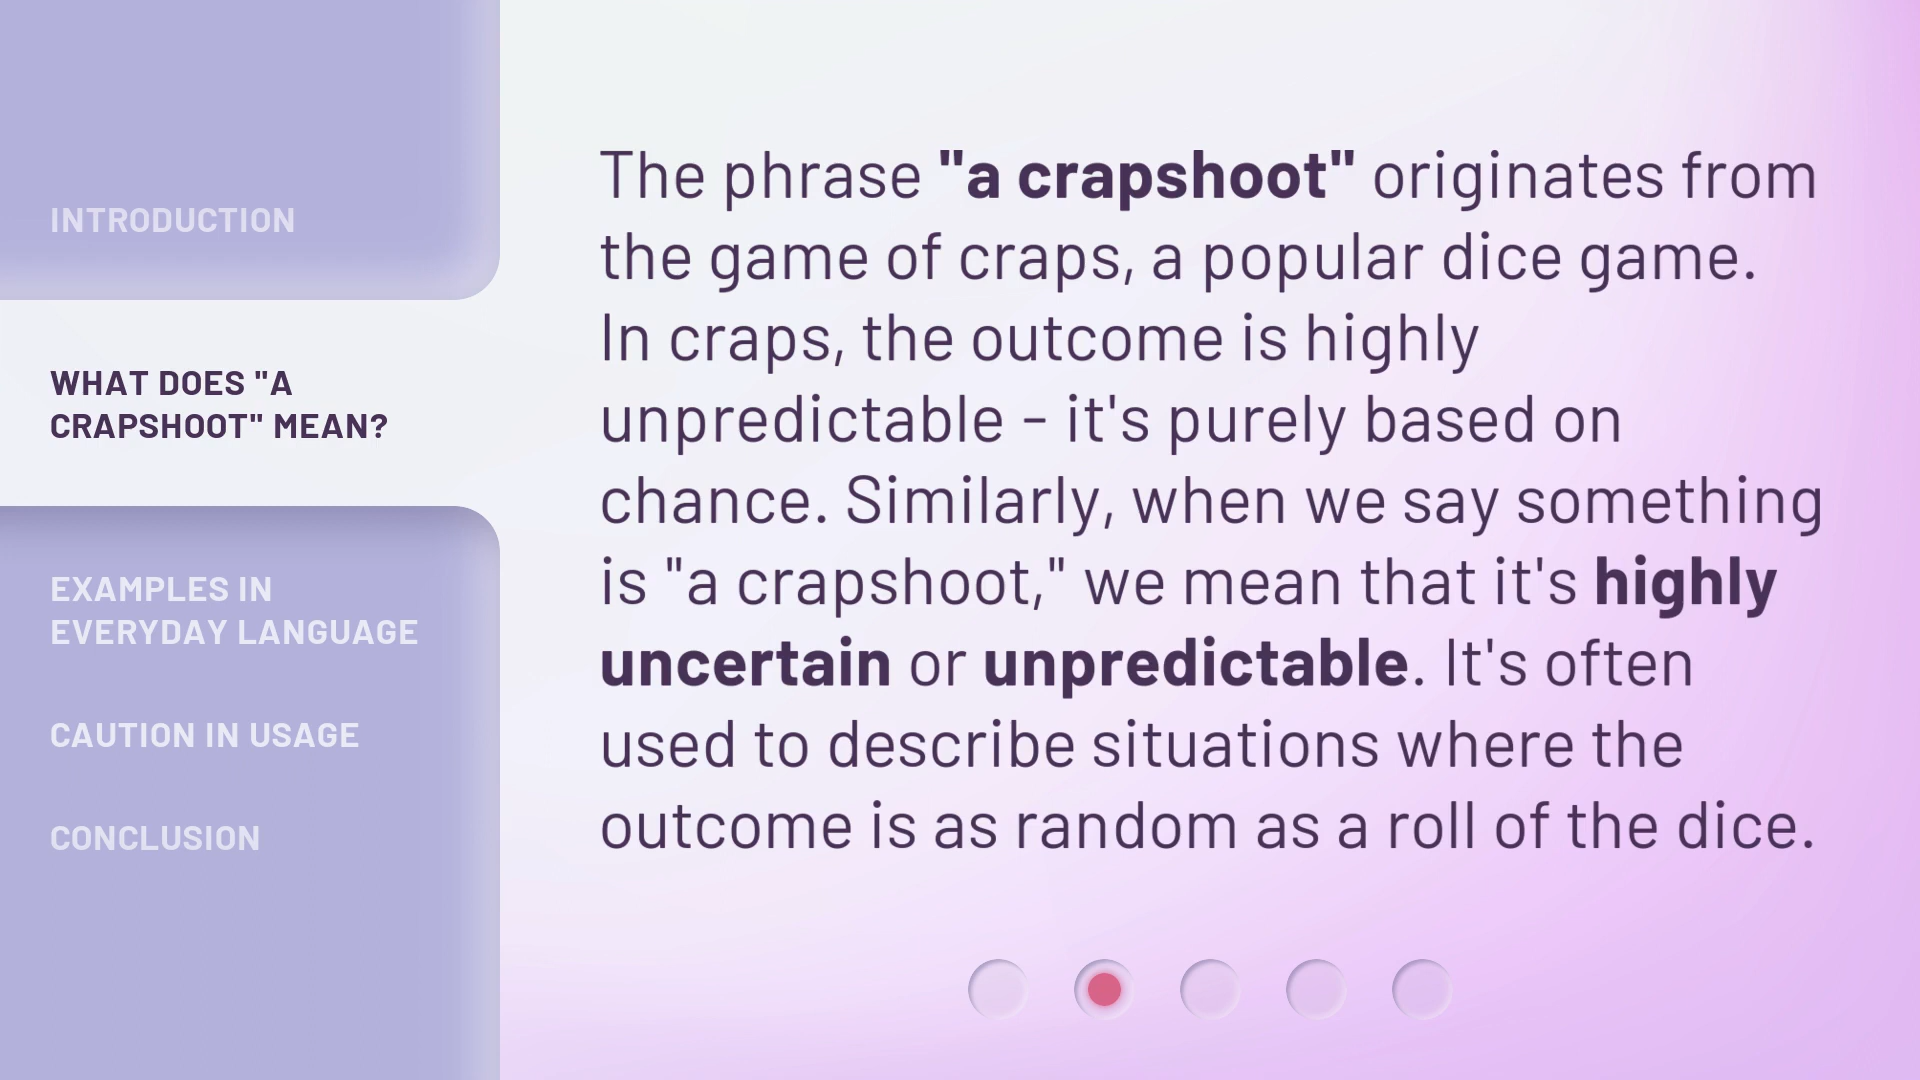 INTRODUCTION
WHAT DOES "A
CRAPSHOOT" MEAN?
EXAMPLES IN
EVERYDAY LANGUAGE
CAUTION IN USAGE
CONCLUSION
The phrase "a crapshoot" originates from
the game of craps, a popular dice game.
In craps, the outcome is highly
unpredictable – it's purely based on
chance. Similarly, when we say something
is "a crapshoot," we mean that it's highly
uncertain or unpredictable. It's often
used to describe situations where the
outcome is as random as a roll of the dice.